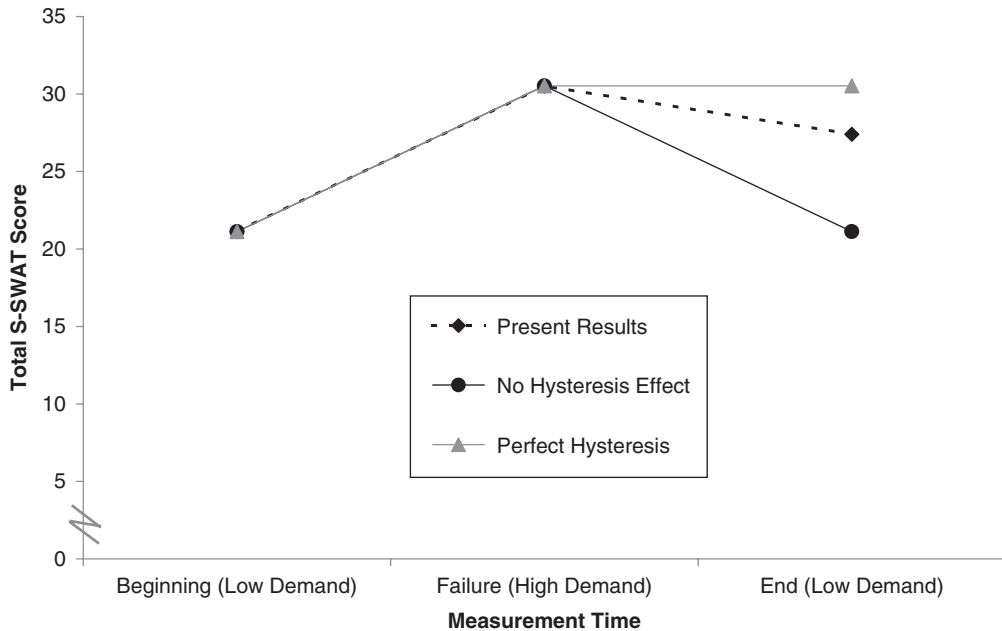 35
30
25
20
15
10
5
0
Total S-SWAT Score
Present Results
No Hysteresis Effect
Perfect Hysteresis
Beginning (Low Demand) Failure (High Demand) End (Low Demand)
Measurement Time